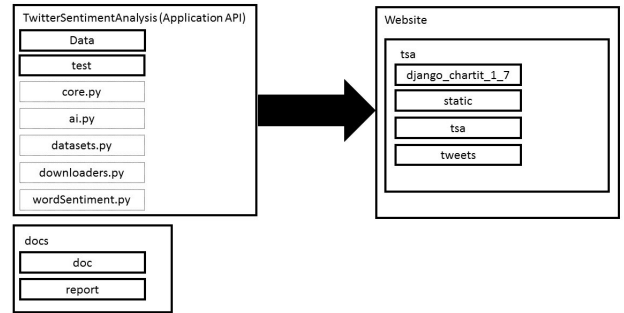 TwitterSentimentAnalysis (Application API)
Data
test
core.py
ai.py
datasets.py
downloaders.py
wordSentiment.py
Website
tsa
django_chartit_1_7
static
tsa
tweets
docs
doc
report